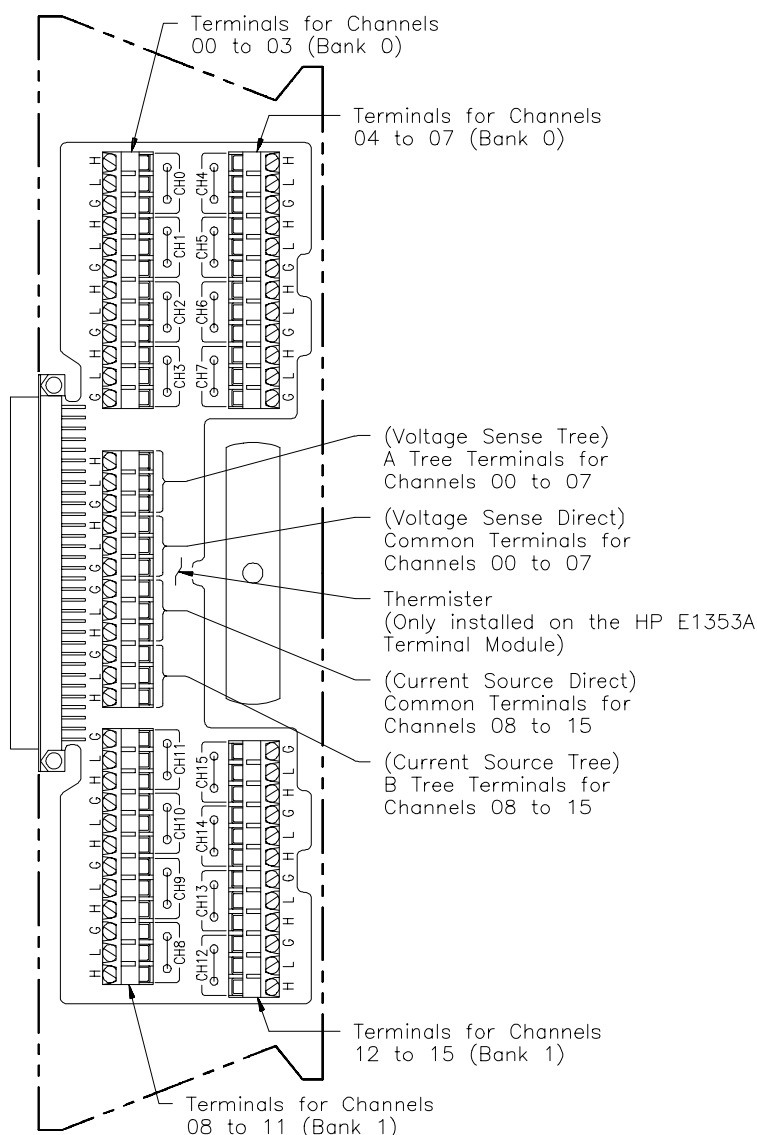 Terminals for Channels
00 to 03 (Bank 0)
Terminals for Channels
04 to 07 (Bank 0)
H H
L CH0 CH4 L
G G
H H
L CH1 CH5 L
G G
H H
L CH2 CH6 L
G G
H H
L CH3 CH7 L
G G
(Voltage Sense Tree)
A Tree Terminals for
Channels 00 to 07
(Voltage Sense Direct)
Common Terminals for
Channels 00 to 07
Thermister
(Only installed on the HP E1353A
Terminal Module)
(Current Source Direct)
Common Terminals for
Channels 08 to 15
(Current Source Tree)
B Tree Terminals for
Channels 08 to 15
H
L
G
H
L
G
G
L
H
G
L
H
G G
L CH11 CH15 L
H H
G G
L CH10 CH14 L
H H
G G
L CH9 CH13 L
H H
G G
L CH8 CH12 L
H H
Terminals for Channels
12 to 15 (Bank 1)
Terminals for Channels
08 to 11 (Bank 1)